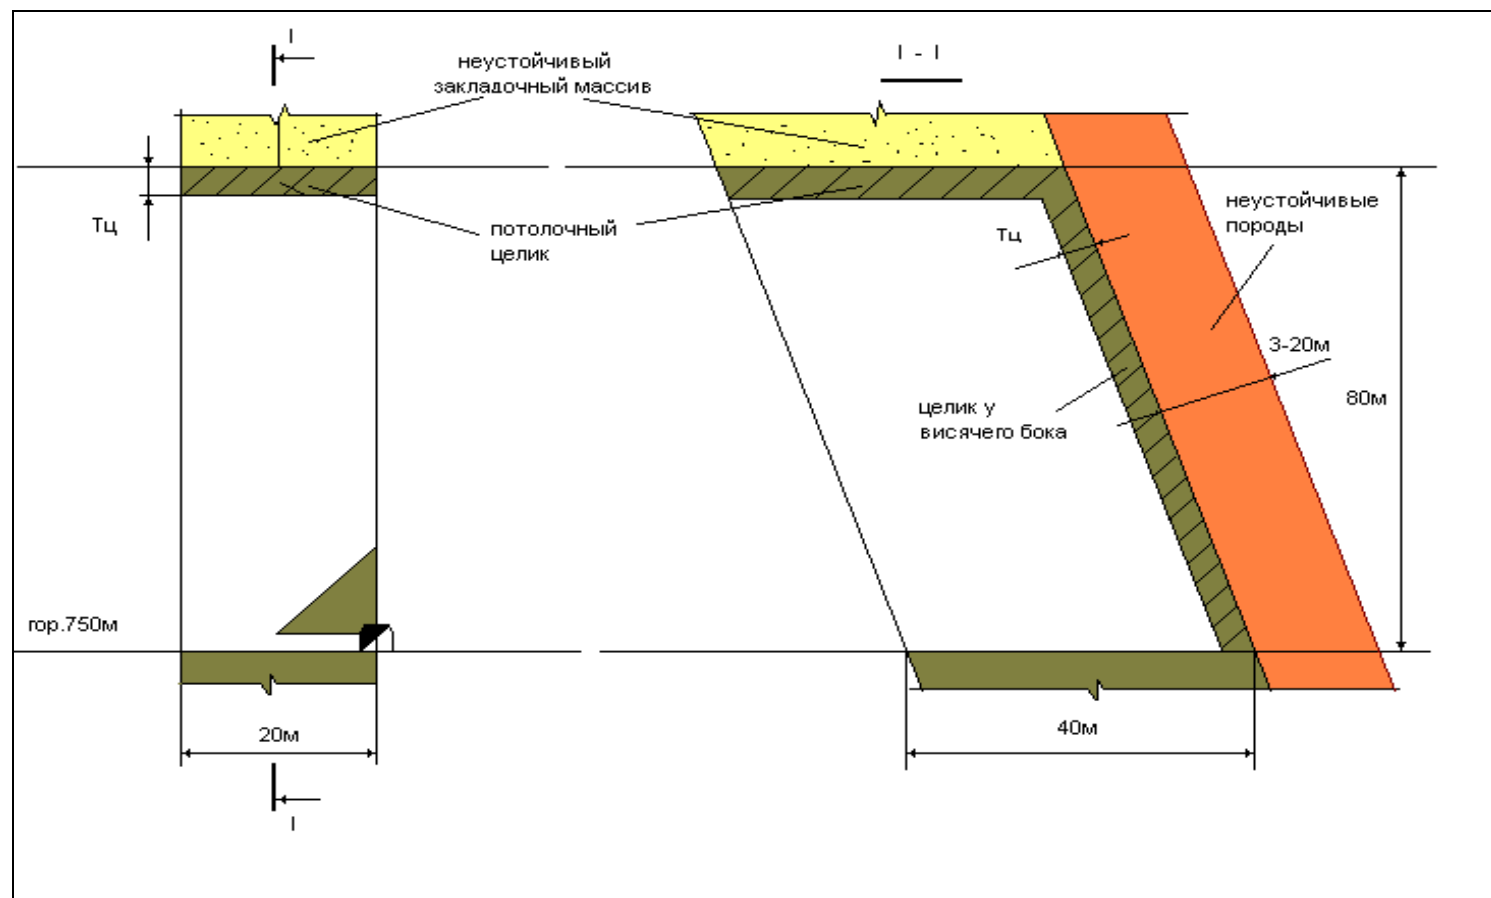 I
I - I
неустойчивый
закладочный массив
неустойчивые
породы
Тц
потолочный
целик
Тц
3-20м
80м
целик у
висячего бока
гор.750м
20м
40м
I